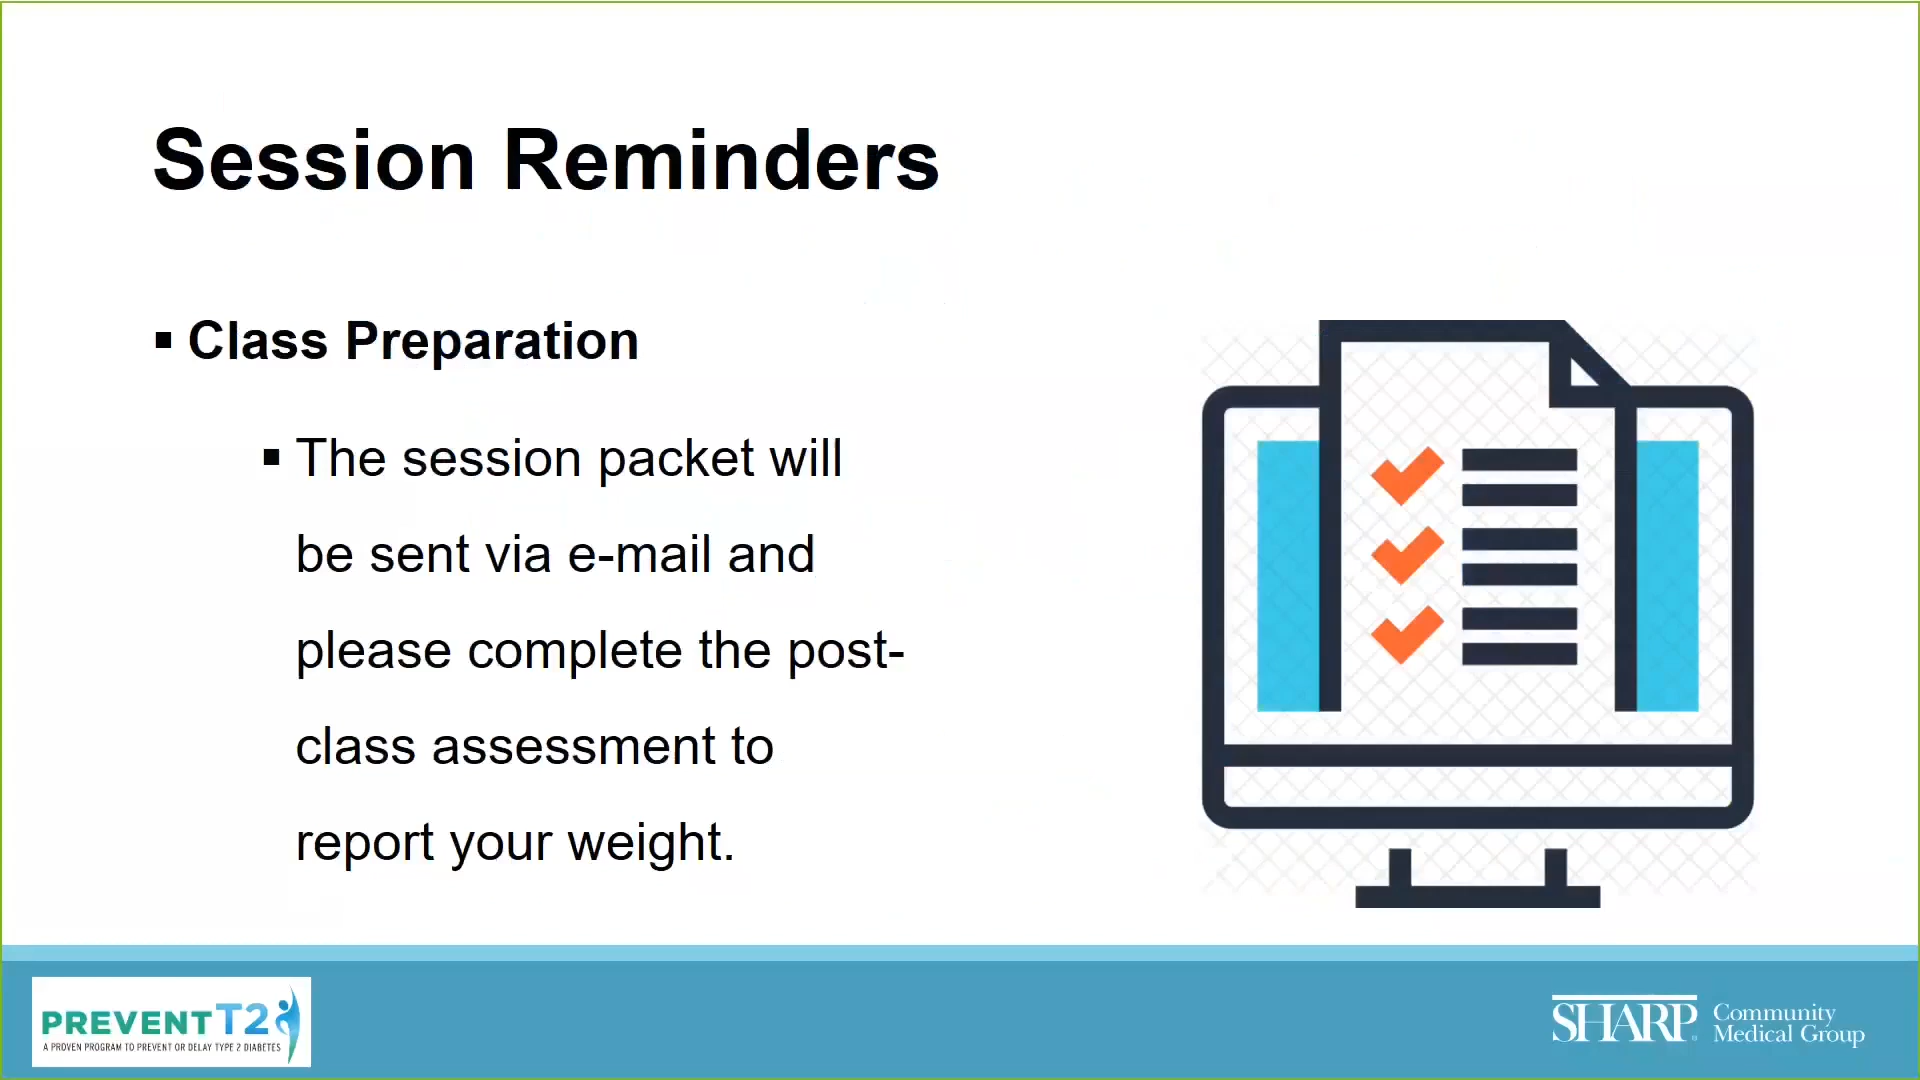 Session Reminders
▪ Class Preparation
▪ The session packet will
be sent via e-mail and
please complete the post-
class assessment to
report your weight.
PREVENT T2
A PROVEN PROGRAM TO PREVENT OR DELAY TYPE 2 DIABETES
SHARP®
Community
Medical Group